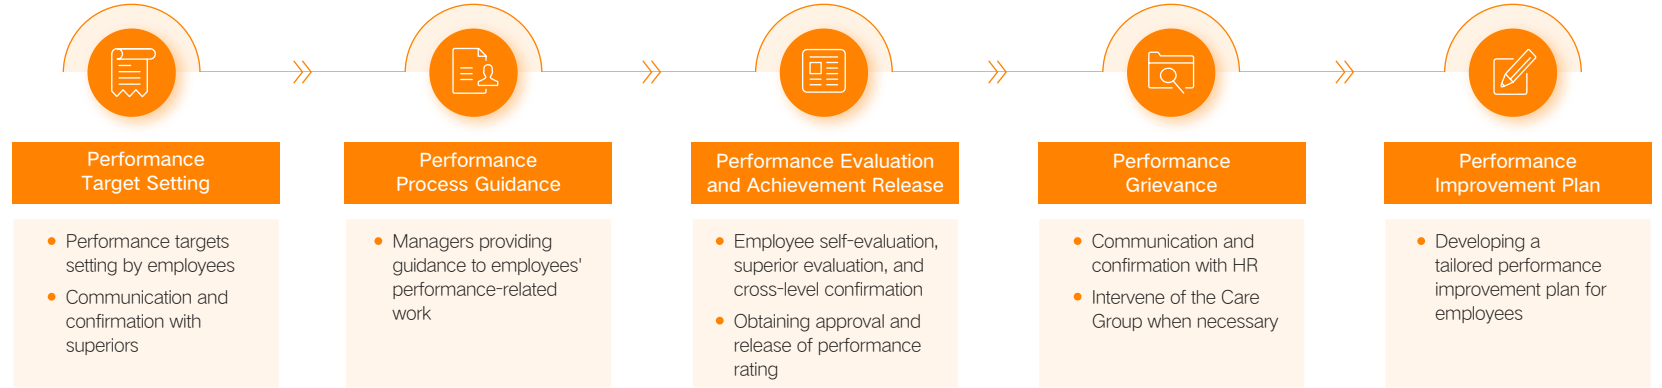 Performance
Target Setting
Performance targets
setting by employees
Communication and
confirmation with
superiors
Performance
Process Guidance
Managers providing
guidance to employees'
performance-related
work
Performance Evaluation
and Achievement Release
Employee self-evaluation,
superior evaluation, and
cross-level confirmation
Obtaining approval and
release of performance
rating
Performance
Grievance
Communication and
confirmation with HR
Intervene of the Care
Group when necessary
Performance
Improvement Plan
Developing a
tailored performance
improvement plan for
employees